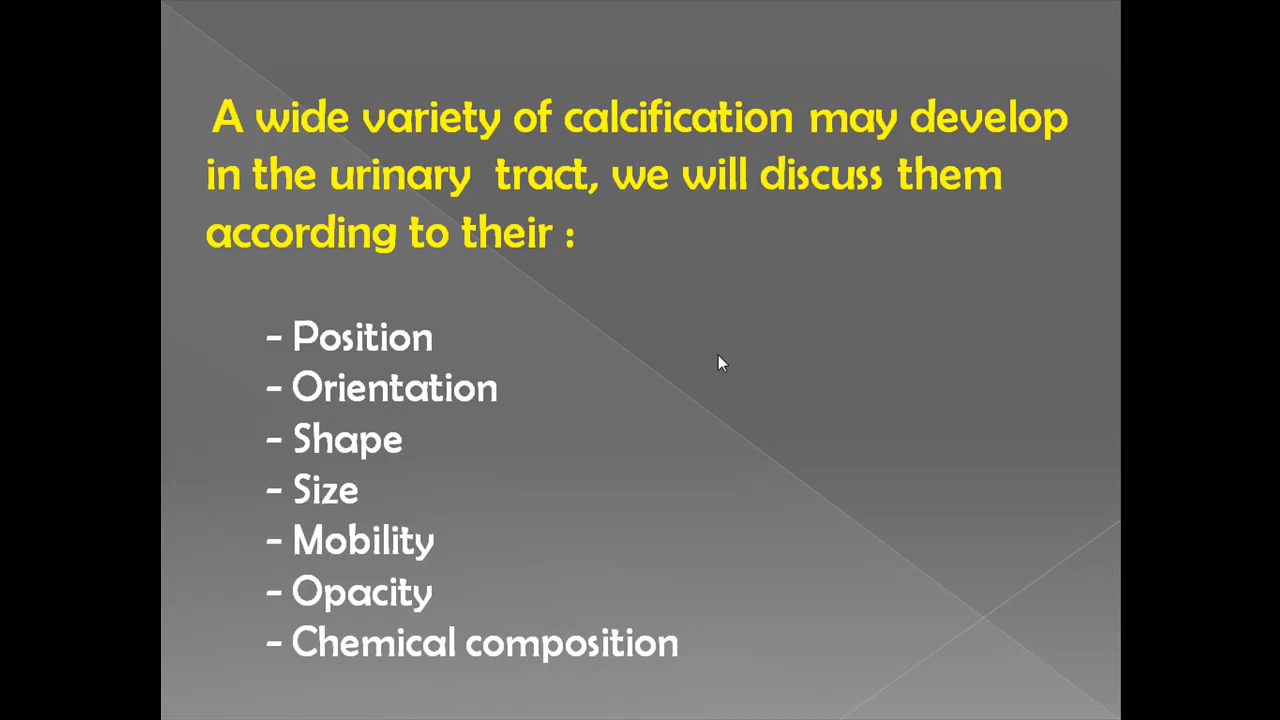 A wide variety of calcification may develop
in the urinary tract, we will discuss them
according to their :
- Position
- Orientation
- Shape
- Size
- Mobility
- Opacity
- Chemical composition